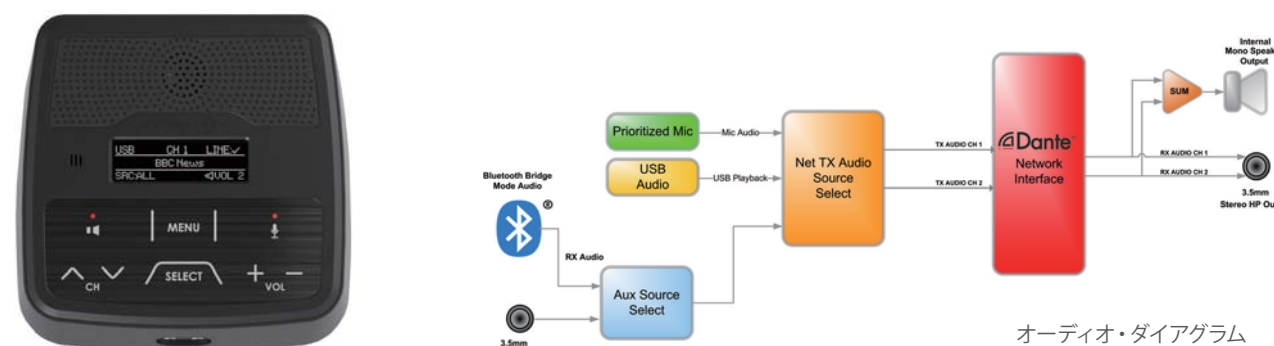 USB CH 1 LINE✓
BBC News
SRC:ALL VOL 2
MENU
CH
SELECT
+ VOL −
Bluetooth Bridge
Mode Audio
®
RX Audio
3.5mm
Prioritized Mic
Mic Audio
USB
Audio
USB Playback
Aux Source
Select
Net TX Audio
Source
Select
TX AUDIO CH 1
TX AUDIO CH 2
Dante™
Network
Interface
SUM
Internal
Mono Speak
Output
RX AUDIO CH 1
RX AUDIO CH 2
3.5mm
Stereo HP Ou
オーディオ・ダイアグラム